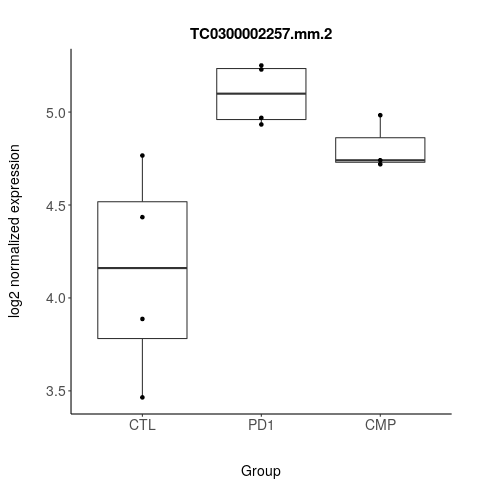 TC0300002257.mm.2
log2 normalized expression
5.0
4.5
4.0
3.5
CTL
PD1
CMP
Group